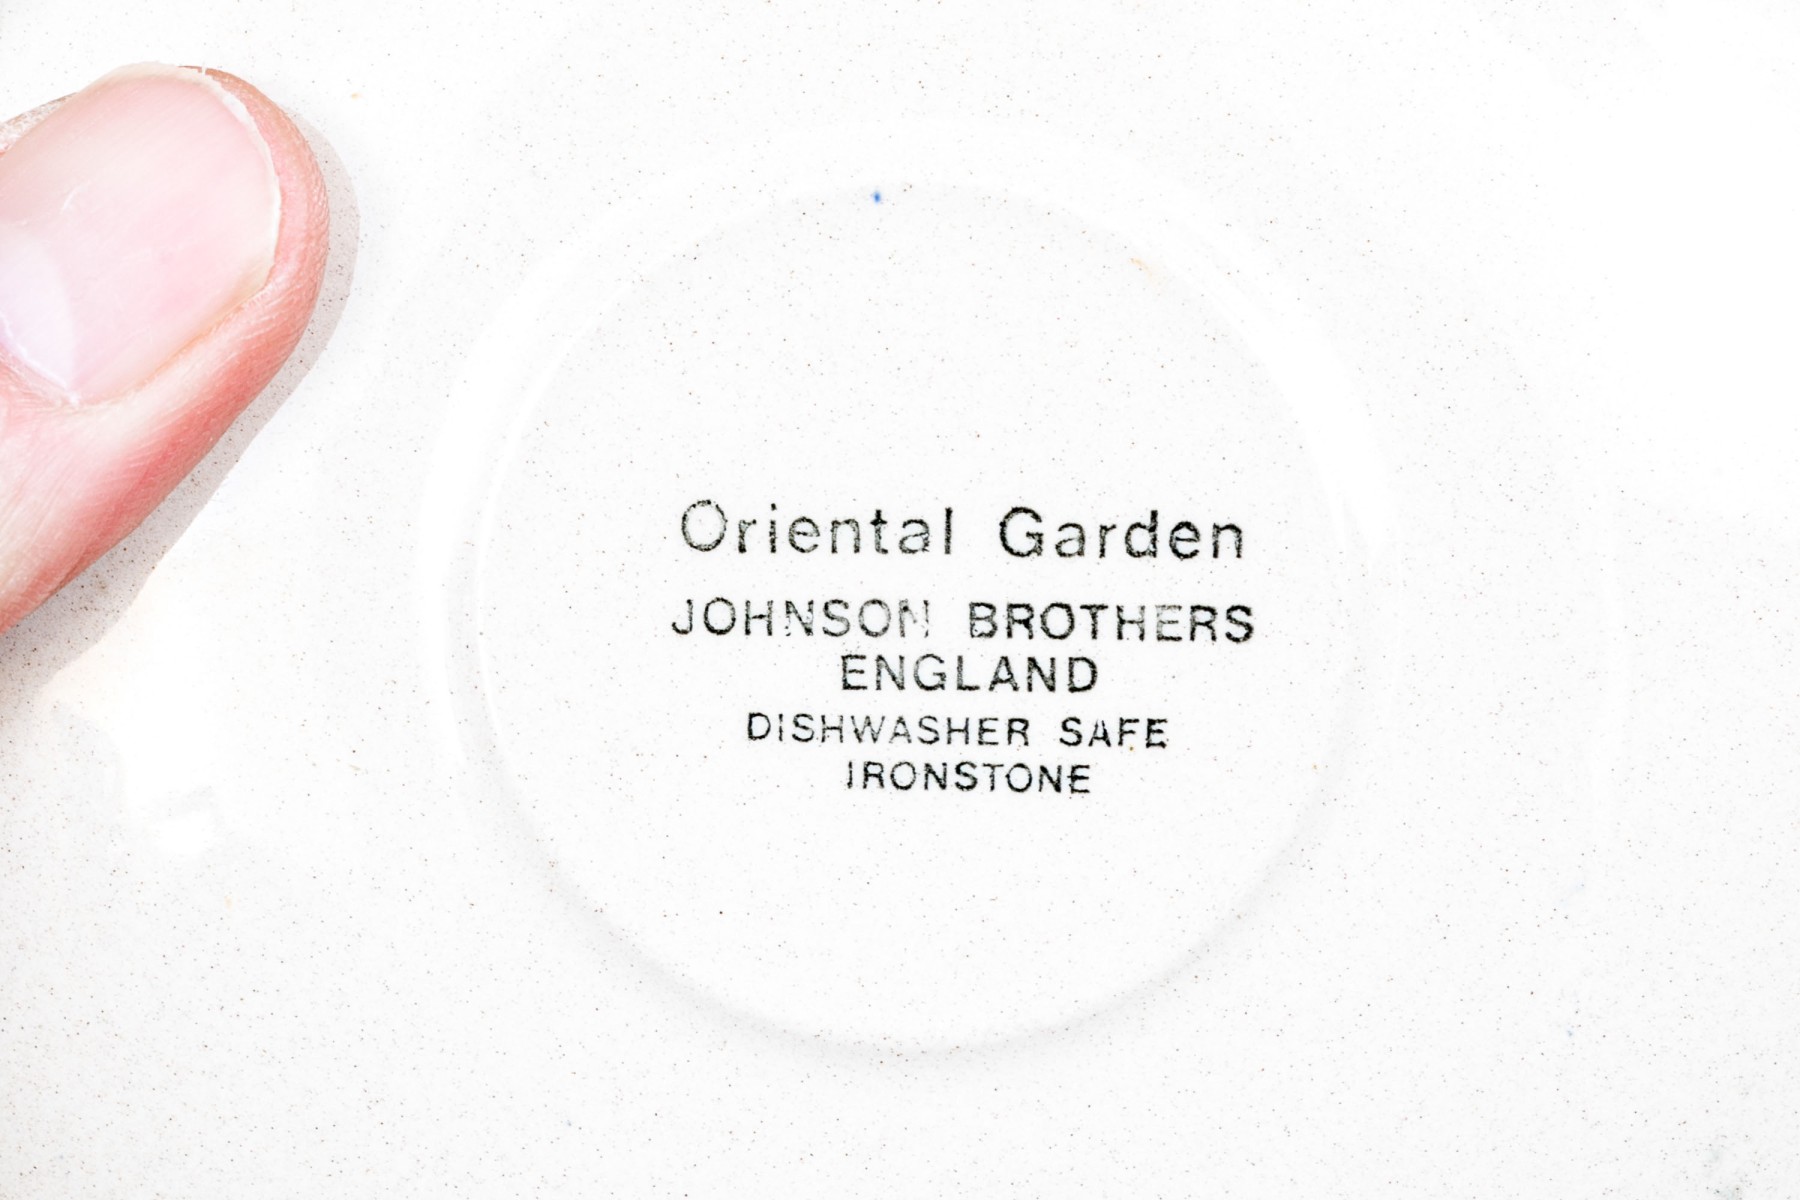 Oriental Garden
JOHNSON BROTHERS
ENGLAND
DISHWASHER SAFE
IRONSTONE